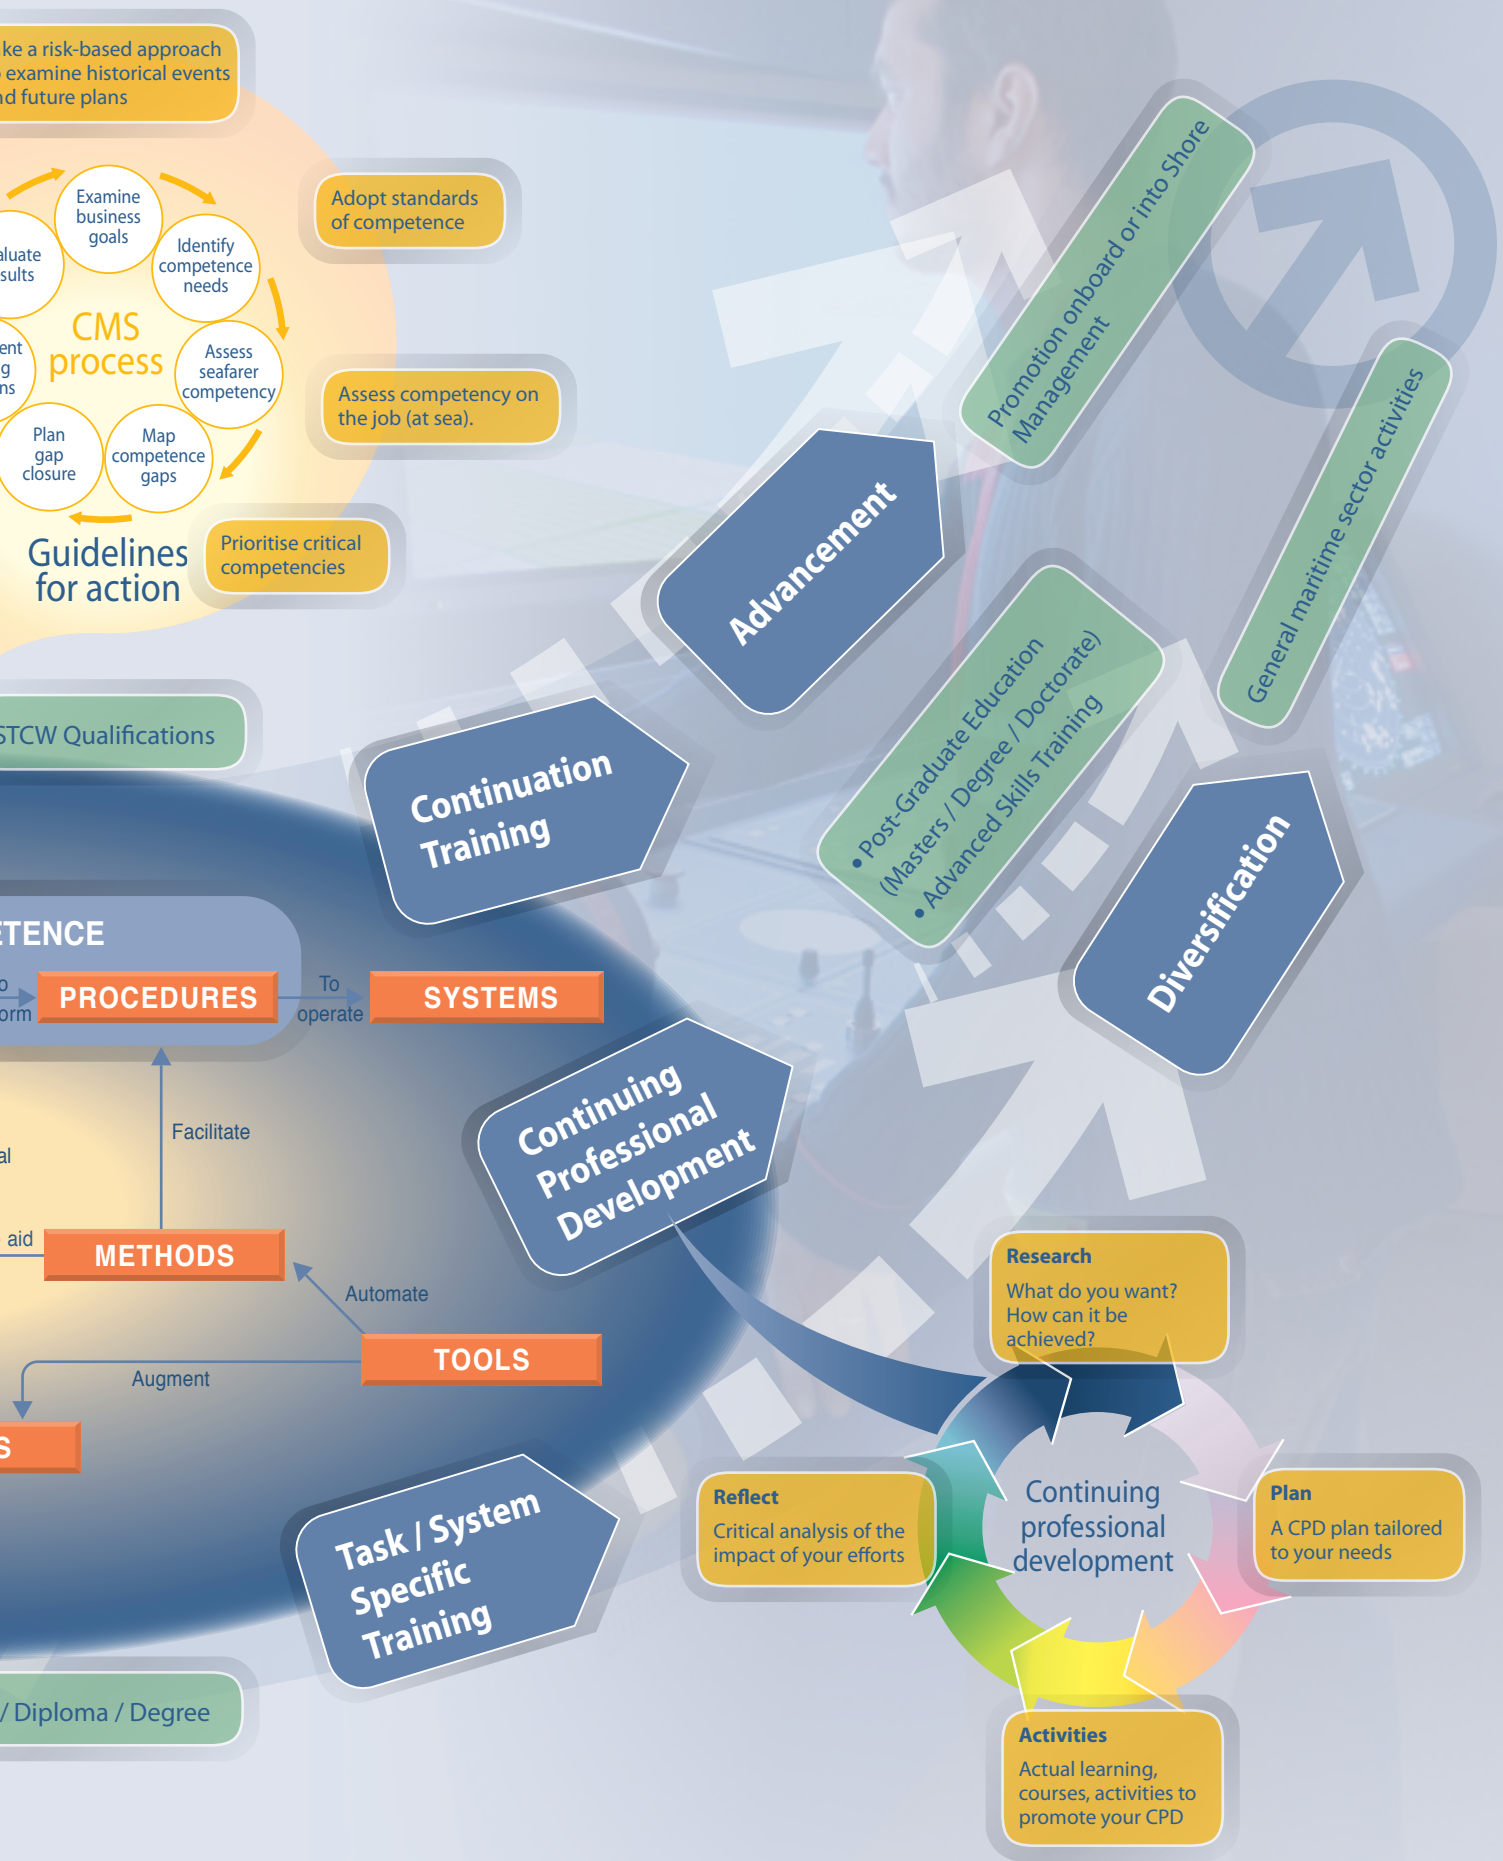 ke a risk-based approach
examine historical events
nd future plans
Examine
business
goals
Identify
competence
needs
Assess
seafarer
competency
Map
competence
gaps
Plan
gap
closure
ent
g
ns
aluate
sults
CMS
process
Guidelines
for action
Adopt standards
of competence
Assess competency on
the job (at sea).
Prioritise critical
competencies
Promotion onboard or into Shore
Management
General maritime sector activities
Advancement
• Post-Graduate Education
(Masters / Degree / Doctorate)
• Advanced Skills Training
Diversification
STCW Qualifications
Continuation
Training
ETENCE
o
orm
PROCEDURES
To
operate
SYSTEMS
Continuing
Professional
Development
Facilitate
al
aid
METHODS
Automate
TOOLS
Augment
S
Task / System
Specific
Training
/ Diploma / Degree
Research
What do you want?
How can it be
achieved?
Plan
A CPD plan tailored
to your needs
Activities
Actual learning,
courses, activities to
promote your CPD
Reflect
Critical analysis of the
impact of your efforts
Continuing
professional
development